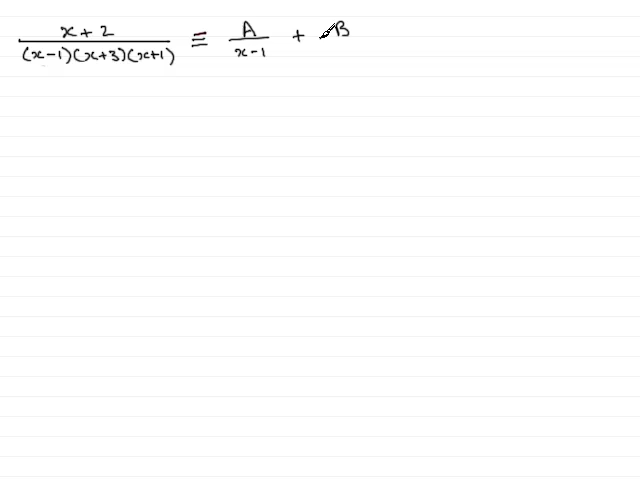 x + 2 / (x-1)(x+3)(x+1) ≡ A / x-1 + B